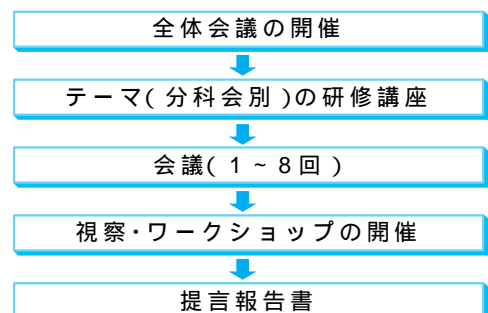 全体会議の開催
テーマ(分科会別)の研修講座
会議(1~8回)
視察･ワークショップの開催
提言報告書